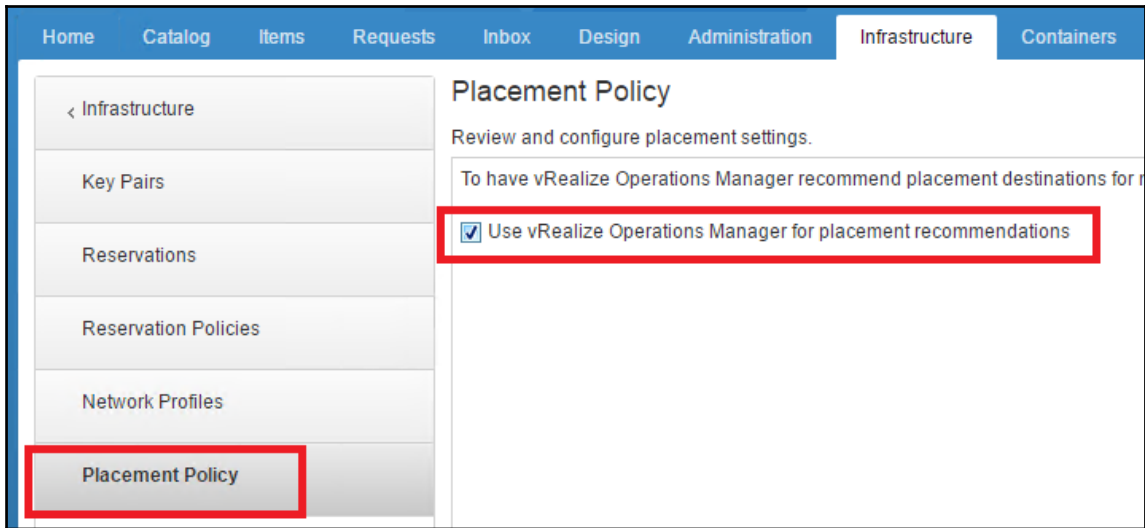 Home Catalog Items Requests Inbox Design Administration Infrastructure Containers
< Infrastructure
Key Pairs
Reservations
Reservation Policies
Network Profiles
Placement Policy
Placement Policy
Review and configure placement settings.
To have vRealize Operations Manager recommend placement destinations for
Use vRealize Operations Manager for placement recommendations